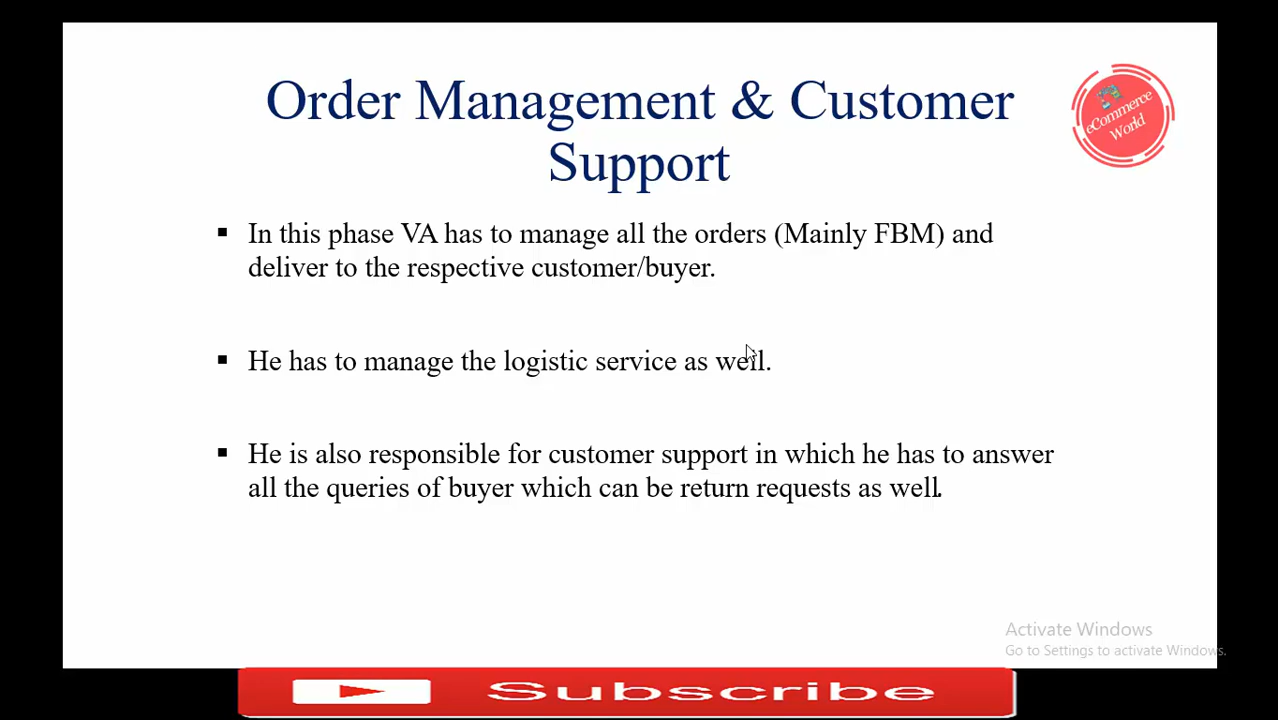 Order Management & Customer
Support
eCommerce
World
▪ In this phase VA has to manage all the orders (Mainly FBM) and
deliver to the respective customer/buyer.
▪ He has to manage the logistic service as well.
▪ He is also responsible for customer support in which he has to answer
all the queries of buyer which can be return requests as well.
Activate Windows
Go to Settings to activate Windows.
Subscribe